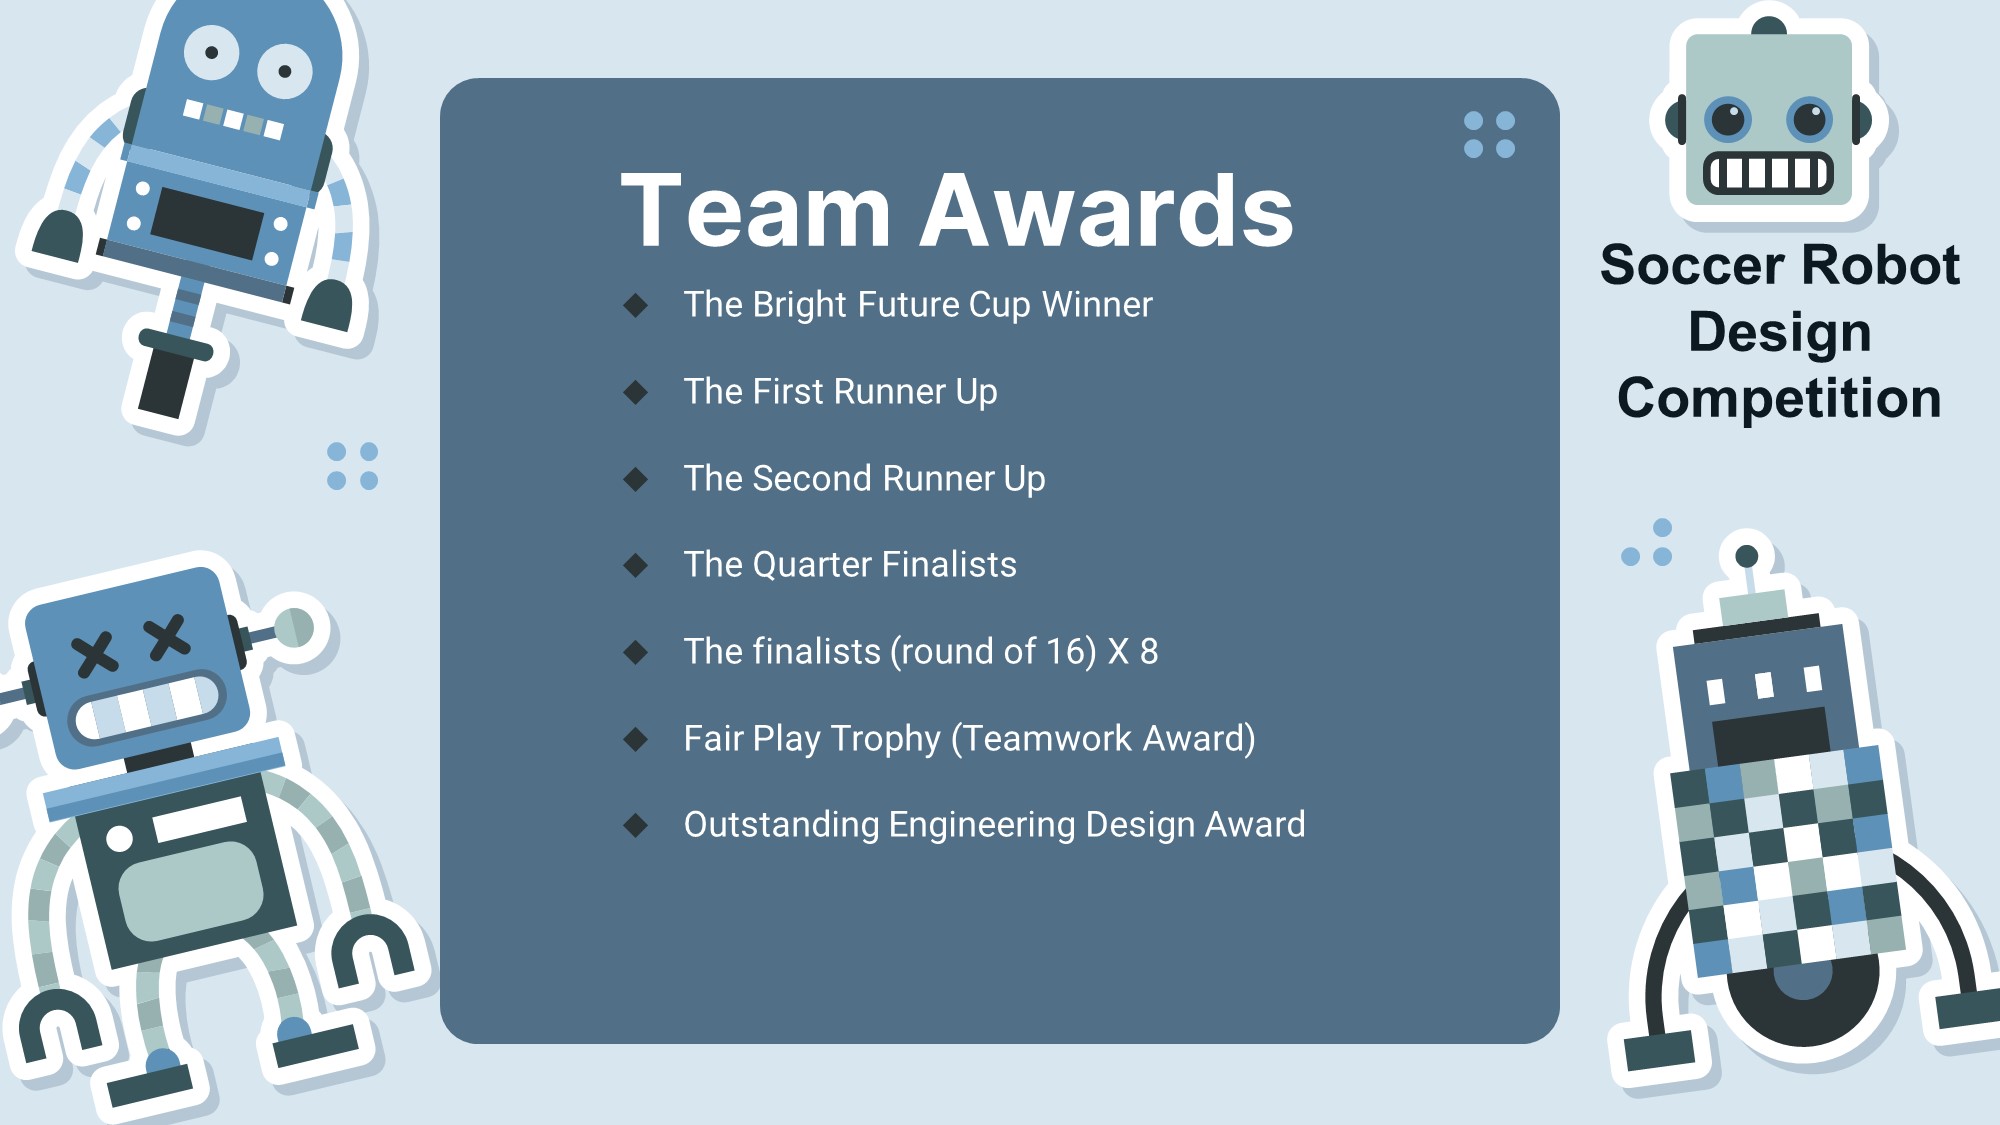 Team Awards
The Bright Future Cup Winner
The First Runner Up
The Second Runner Up
The Quarter Finalists
The finalists (round of 16) X 8
Fair Play Trophy (Teamwork Award)
Outstanding Engineering Design Award
Soccer Robot
Design
Competition